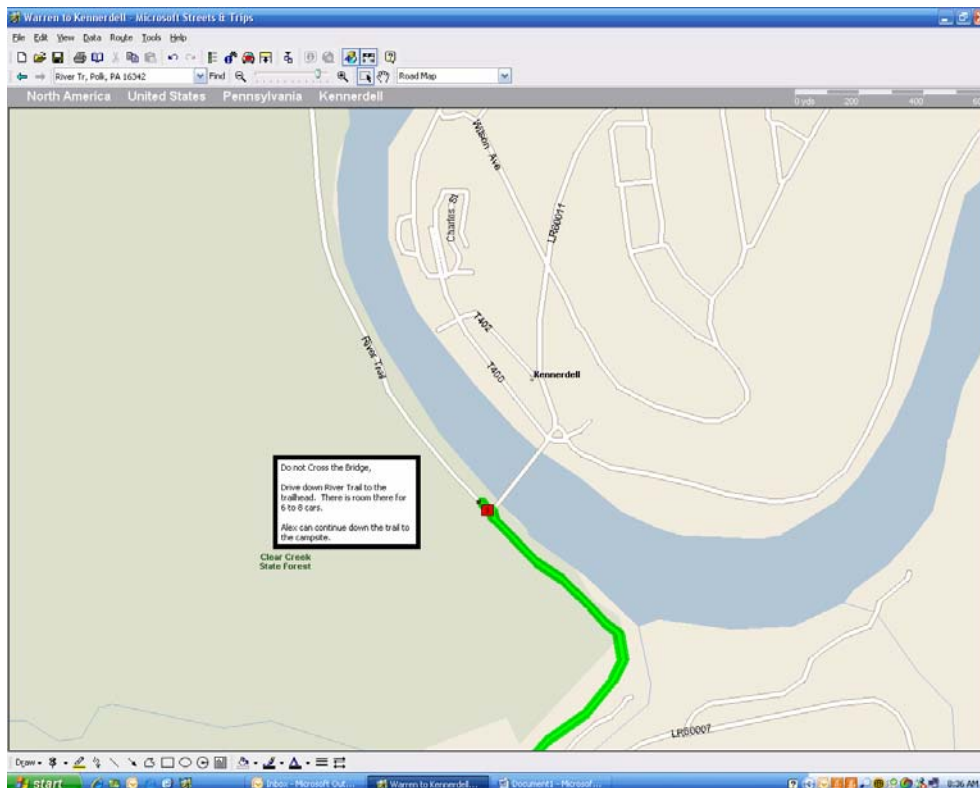 Warren to Kennerdell - Microsoft Streets & Trips
File Edit View Data Route Tools Help
River Tr, Polk, PA 16342 Find Road Map
North America United States Pennsylvania Kennerdell
0 yds 200 400
Wilson Ave
Charles St
LR60011
T402
River Trail
T400
Kennerdell
Do not Cross the Bridge,
Drive down River Trail to the
trailhead. There is room there for
6 to 8 cars.
Alex can continue down the trail to
the campsite.
Clear Creek
State Forest
LR60007
Draw
start Inbox - Microsoft Out... Warren to Kennerdell... Document1 - Microsof... 8:26 AM